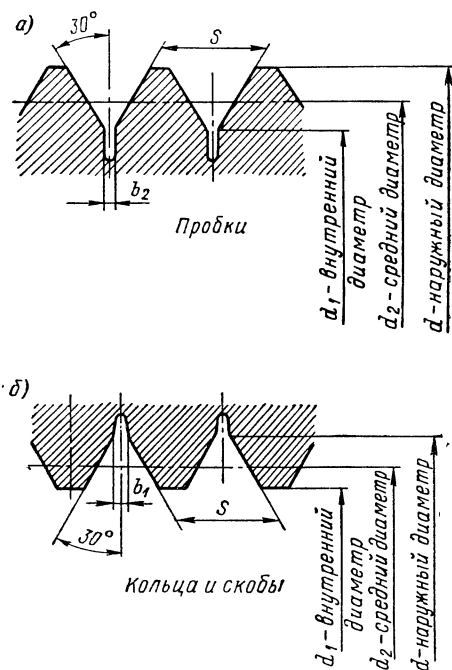 а)
30°
S
b₂
Пробки
d₁-внутренний
диаметр
d₂-средний диаметр
d-наружный диаметр
б)
b₁
S
30°
Кольца и скобы
d₁-внутренний
диаметр
d₂-средний диаметр
d-наружный диаметр